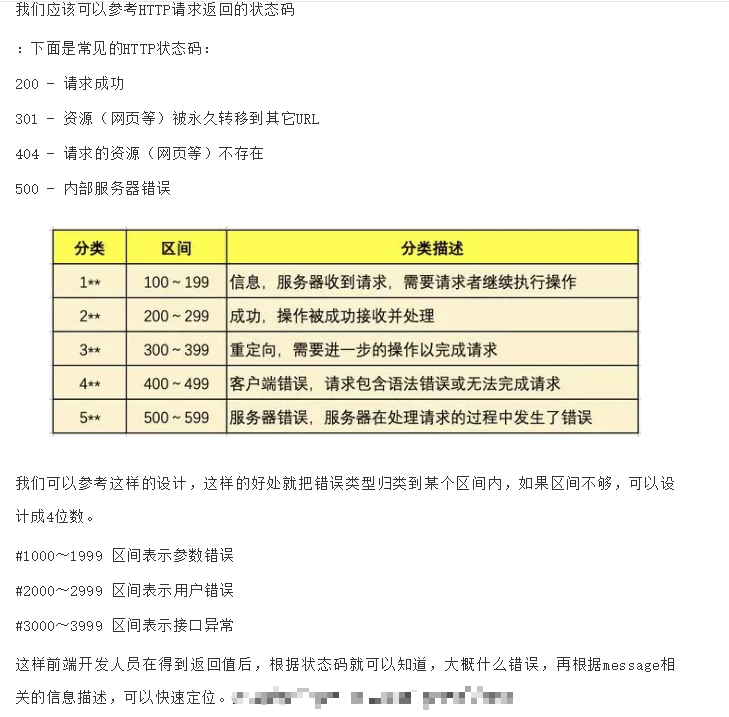 我们应该可以参考HTTP请求返回的状态码
：下面是常见的HTTP状态码：
200 – 请求成功
301 – 资源（网页等）被永久转移到其它URL
404 – 请求的资源（网页等）不存在
500 – 内部服务器错误
分类 区间 分类描述
1** 100～199 信息，服务器收到请求，需要请求者继续执行操作
2** 200～299 成功，操作被成功接收并处理
3** 300～399 重定向，需要进一步的操作以完成请求
4** 400～499 客户端错误，请求包含语法错误或无法完成请求
5** 500～599 服务器错误，服务器在处理请求的过程中发生了错误
我们可以参考这样的设计，这样的好处就把错误类型归类到某个区间内，如果区间不够，可以设
计成4位数。
#1000～1999 区间表示参数错误
#2000～2999 区间表示用户错误
#3000～3999 区间表示接口异常
这样前端开发人员在得到返回值后，根据状态码就可以知道，大概什么错误，再根据message相
关的信息描述，可以快速定位。